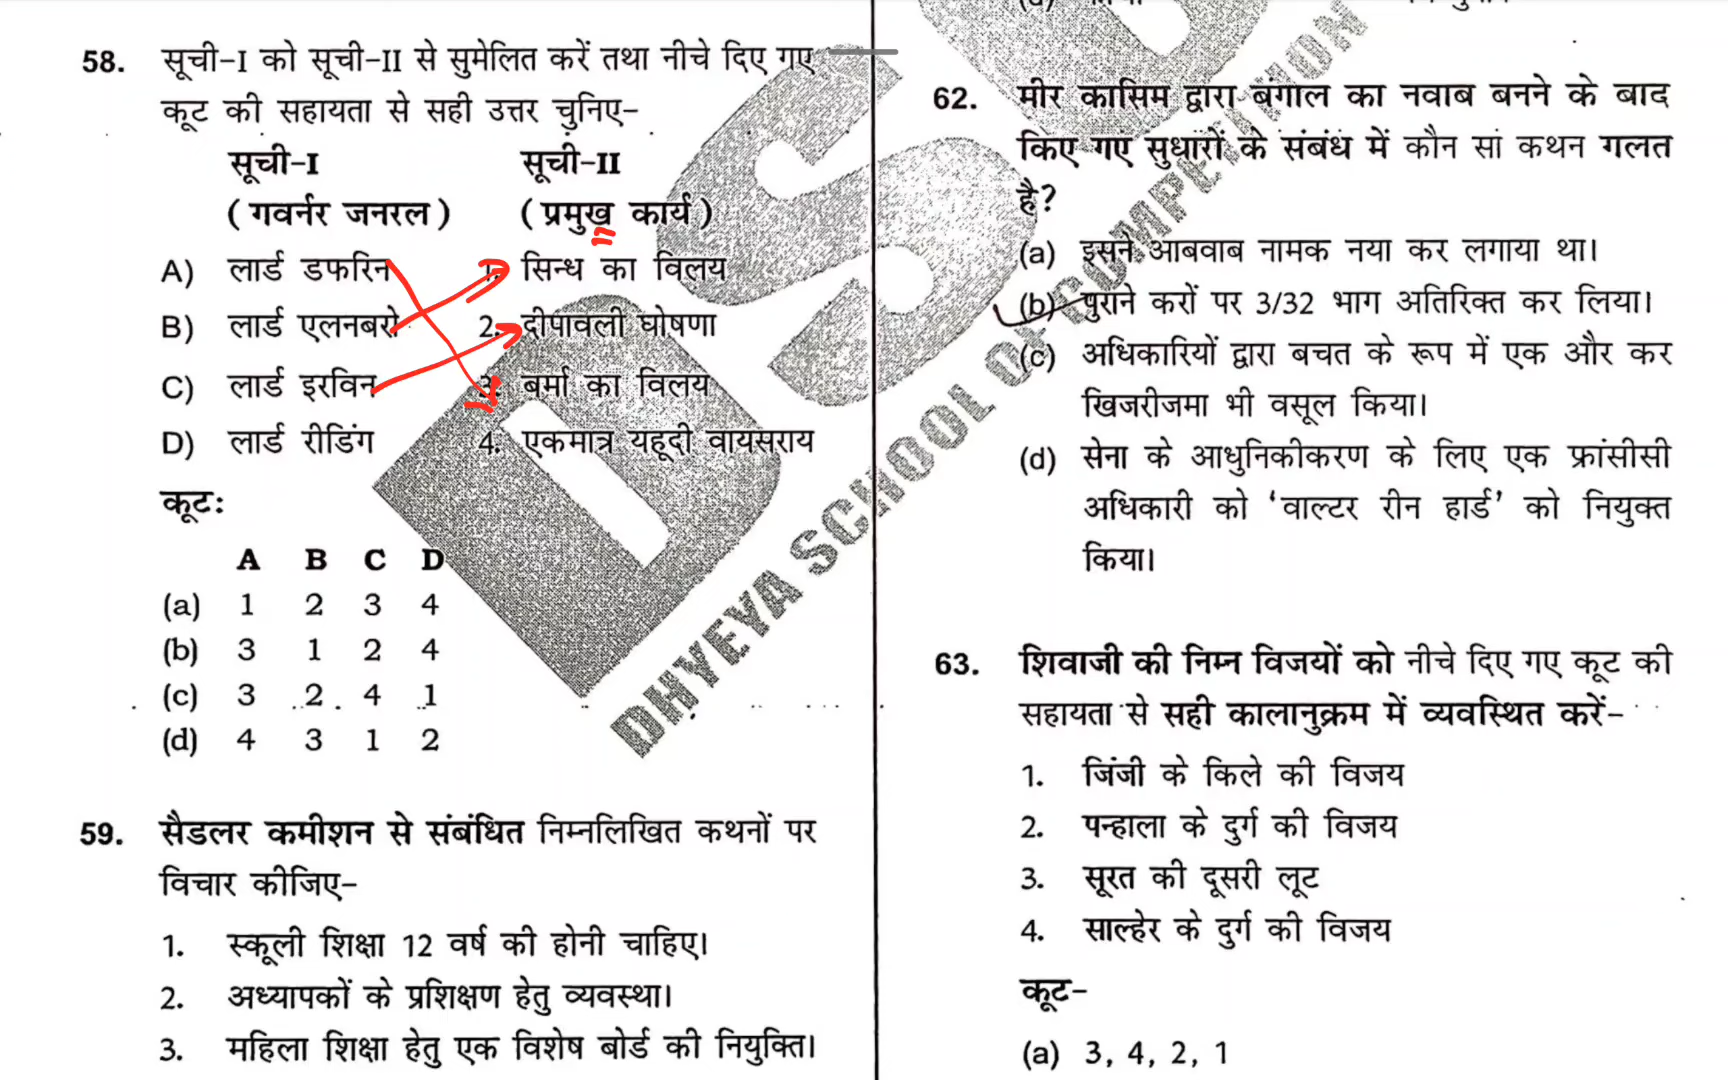 58. सूची-I को सूची-II से सुमेलित करें तथा नीचे दिए गए
कूट की सहायता से सही उत्तर चुनिए-
सूची-I सूची-II
(गवर्नर जनरल) (प्रमुख कार्य)
A) लार्ड डफरिन 1. सिन्ध का विलय
B) लार्ड एलनबरो 2. दीपावली घोषणा
C) लार्ड इरविन 3. बर्मा का विलय
D) लार्ड रीडिंग 4. एकमात्र यहूदी वायसराय
कूट:
A B C D
(a) 1 2 3 4
(b) 3 1 2 4
(c) 3 2 4 1
(d) 4 3 1 2
59. सैडलर कमीशन से संबंधित निम्नलिखित कथनों पर
विचार कीजिए-
1. स्कूली शिक्षा 12 वर्ष की होनी चाहिए।
2. अध्यापकों के प्रशिक्षण हेतु व्यवस्था।
3. महिला शिक्षा हेतु एक विशेष बोर्ड की नियुक्ति।
62. मीर कासिम द्वारा बंगाल का नवाब बनने के बाद
किए गए सुधारों के संबंध में कौन सा कथन गलत
है?
(a) इसने आबवाब नामक नया कर लगाया था।
(b) पुराने करों पर 3/32 भाग अतिरिक्त कर लिया।
(c) अधिकारियों द्वारा बचत के रूप में एक और कर
खिजरीजमा भी वसूल किया।
(d) सेना के आधुनिकीकरण के लिए एक फ्रांसीसी
अधिकारी को ‘वाल्टर रीन हार्ड’ को नियुक्त
किया।
63. शिवाजी की निम्न विजयों को नीचे दिए गए कूट की
सहायता से सही कालानुक्रम में व्यवस्थित करें-
1. जिंजी के किले की विजय
2. पन्हाला के दुर्ग की विजय
3. सूरत की दूसरी लूट
4. साल्हेर के दुर्ग की विजय
कूट-
(a) 3, 4, 2, 1
DHYEYA SCHOOL OF COMPETITION